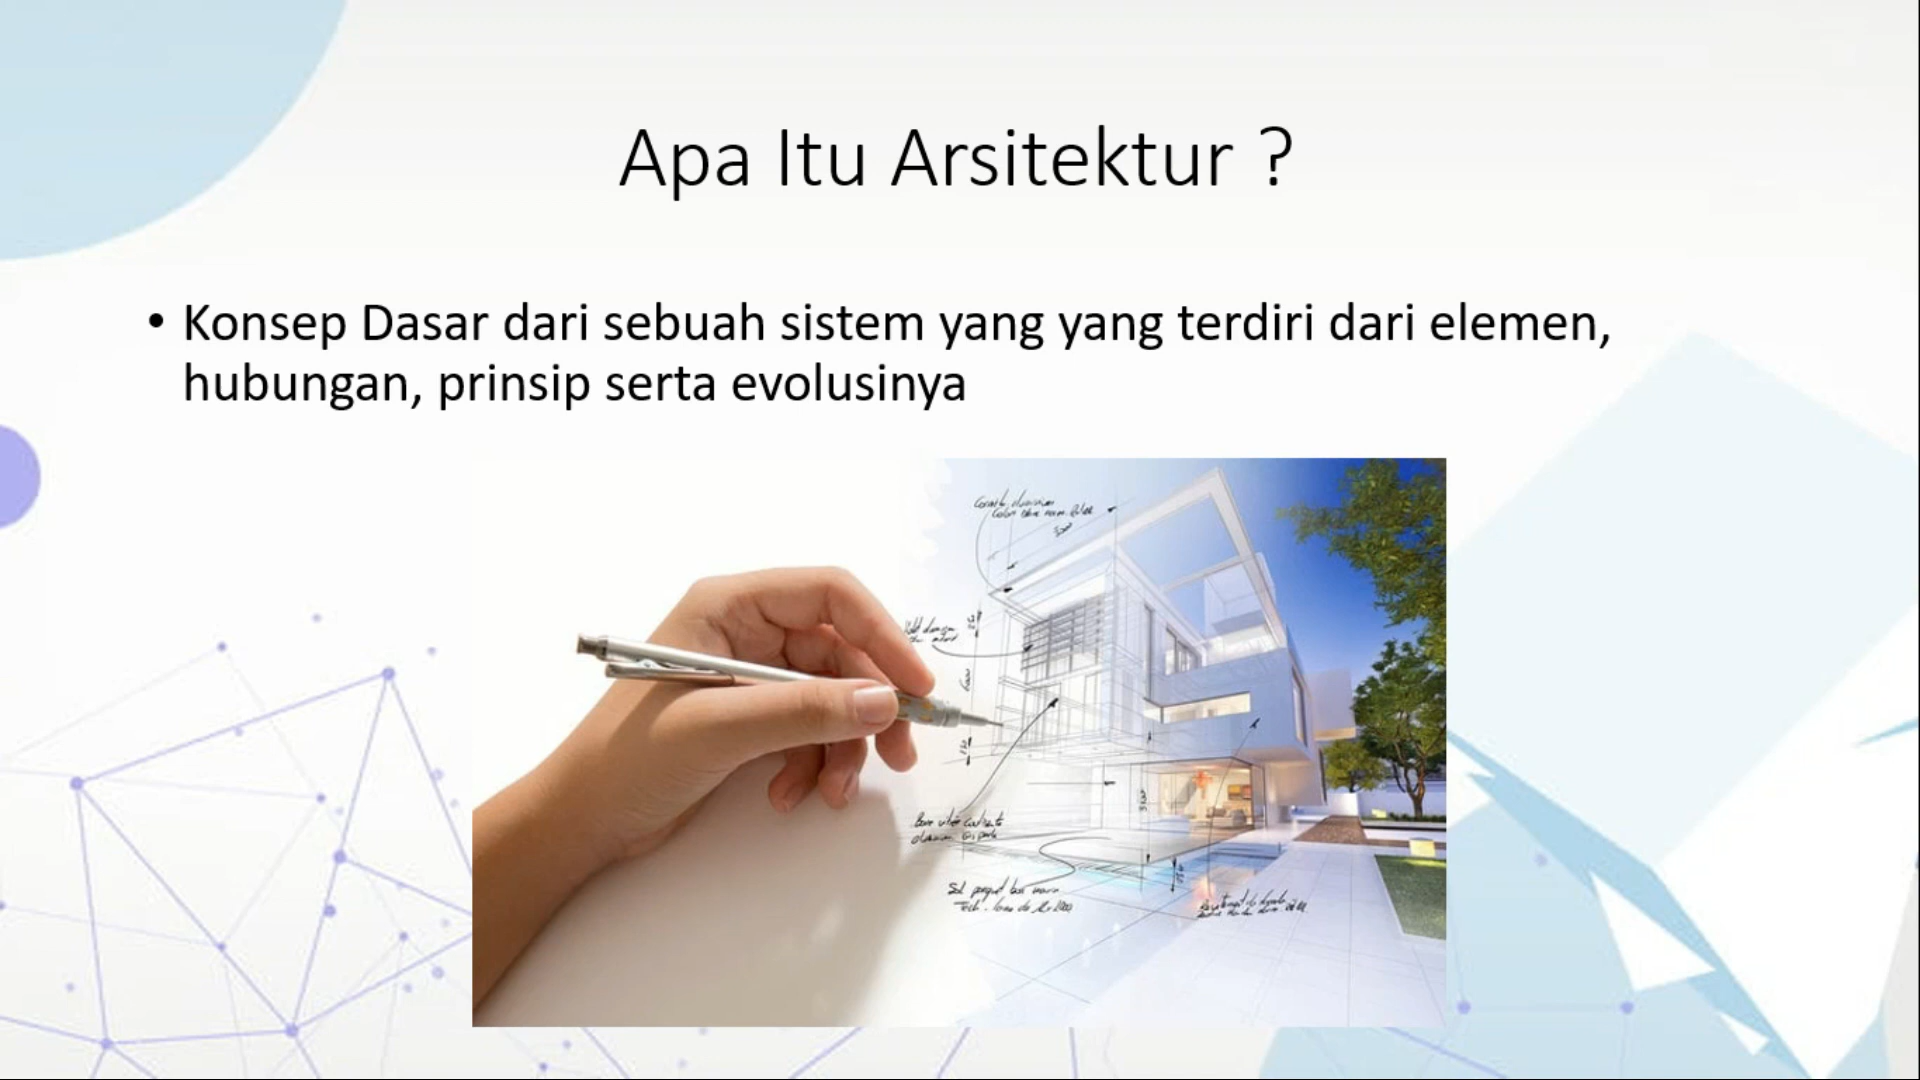 Apa Itu Arsitektur ?
• Konsep Dasar dari sebuah sistem yang yang terdiri dari elemen,
hubungan, prinsip serta evolusinya